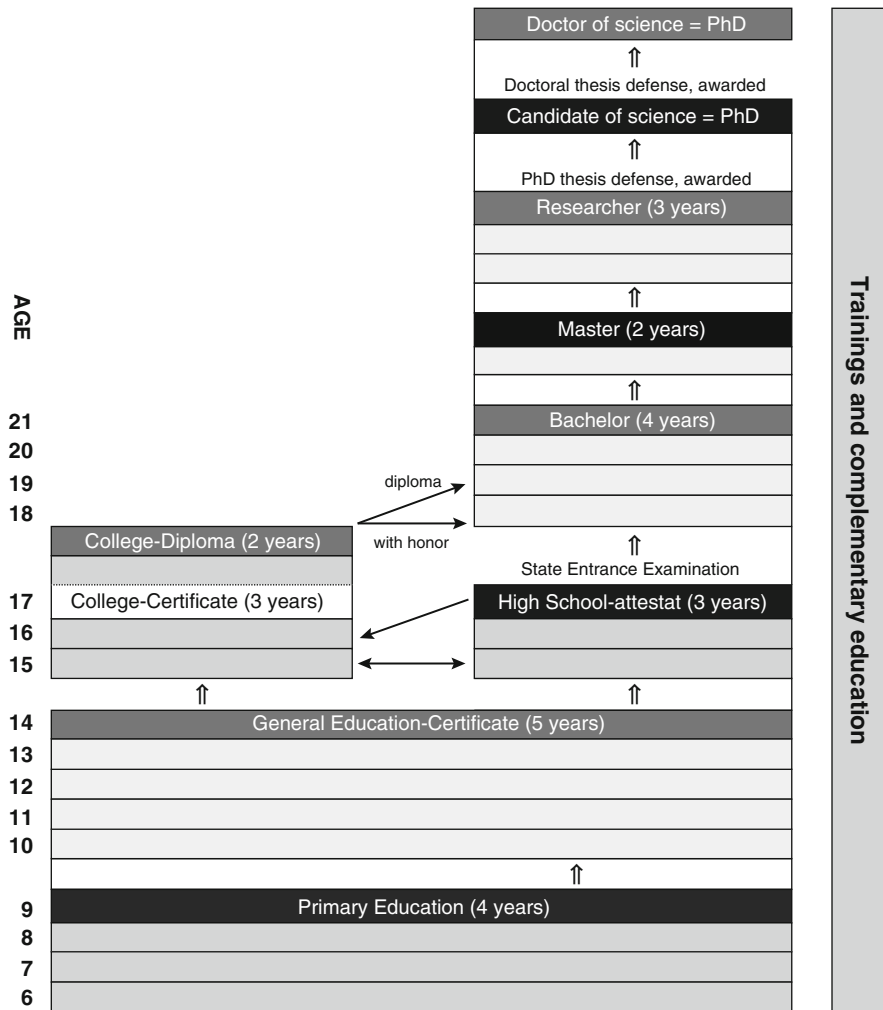 Doctor of science = PhD
⇑
Doctoral thesis defense, awarded
Candidate of science = PhD
⇑
PhD thesis defense, awarded
Researcher (3 years)
⇑
AGE
Master (2 years)
⇑
21
Bachelor (4 years)
20
19
diploma
18
College-Diploma (2 years)
with honor
⇑
State Entrance Examination
17
College-Certificate (3 years)
High School-attestat (3 years)
16
15
⇑
⇑
14
General Education-Certificate (5 years)
13
12
11
10
⇑
9
Primary Education (4 years)
8
7
6
Trainings and complementary education